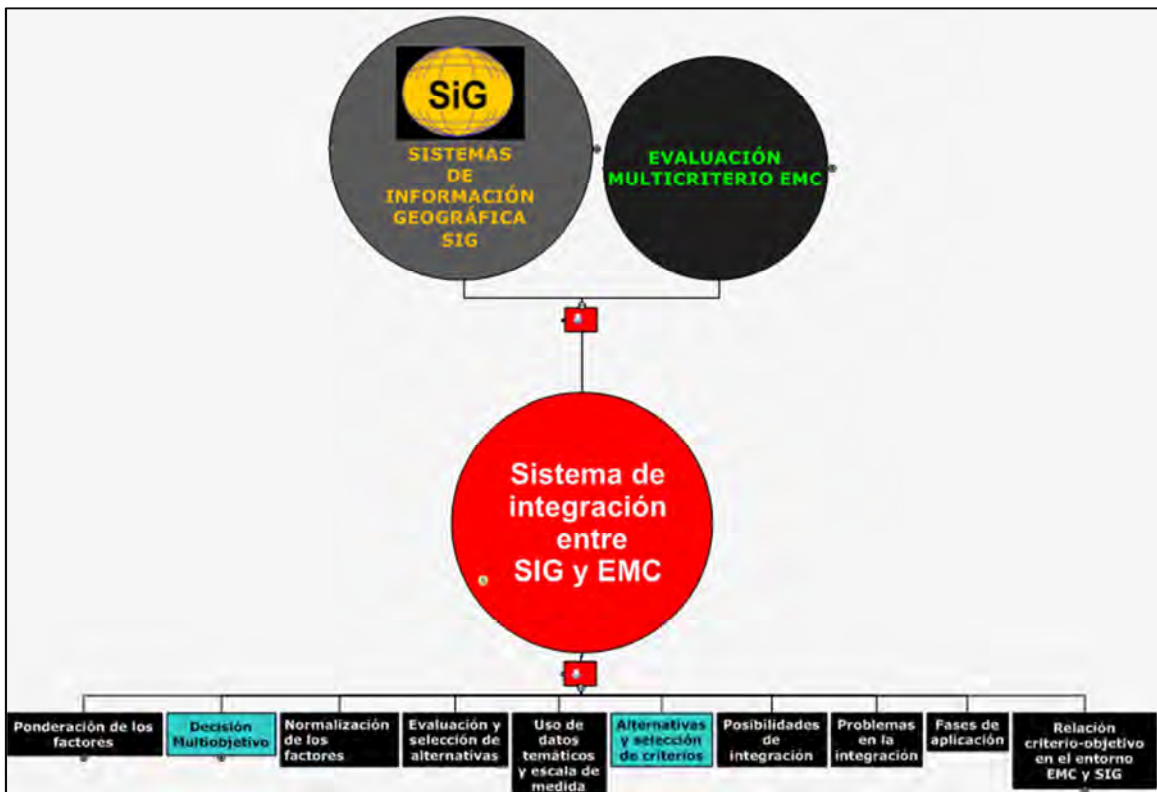 SiG
SISTEMAS
DE
INFORMACIÓN
GEOGRÁFICA
SIG
EVALUACIÓN
MULTICRITERIO EMC
Sistema de
integración
entre
SIG y EMC
Ponderación de los
factores
Decisión
Multiobjetivo
Normalización
de los
factores
Evaluación y
selección de
alternativas
Uso de
datos
temáticos
y escala de
medida
Alternativas
y selección
de criterios
Posibilidades
de
integración
Problemas
en la
integración
Fases de
aplicación
Relación
criterio-objetivo
en el entorno
EMC y SIG